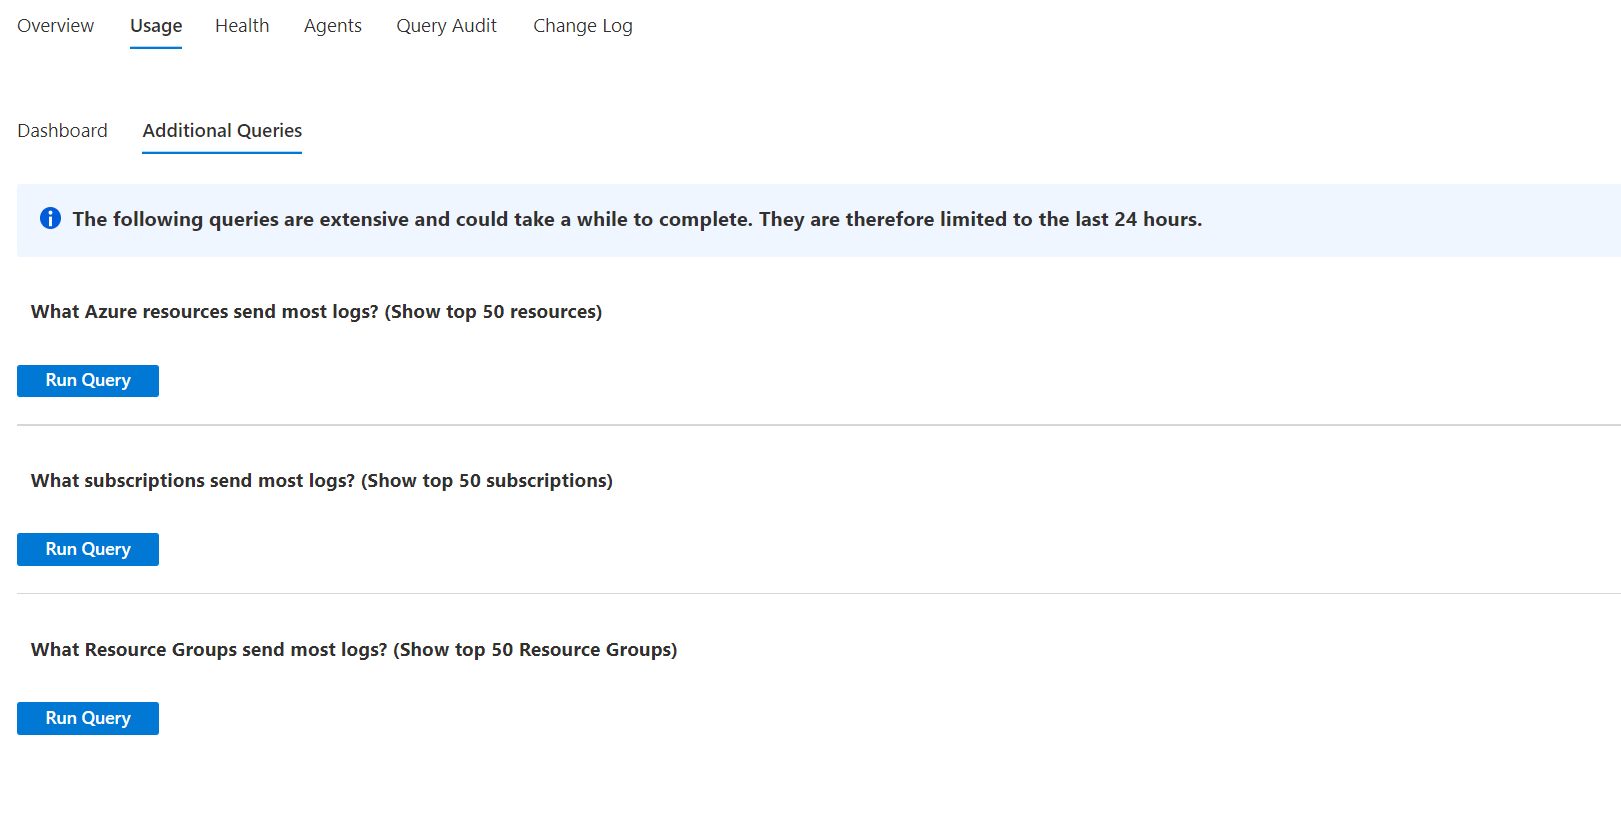 Overview Usage Health Agents Query Audit Change Log
Dashboard Additional Queries
The following queries are extensive and could take a while to complete. They are therefore limited to the last 24 hours.
What Azure resources send most logs? (Show top 50 resources)
Run Query
What subscriptions send most logs? (Show top 50 subscriptions)
Run Query
What Resource Groups send most logs? (Show top 50 Resource Groups)
Run Query